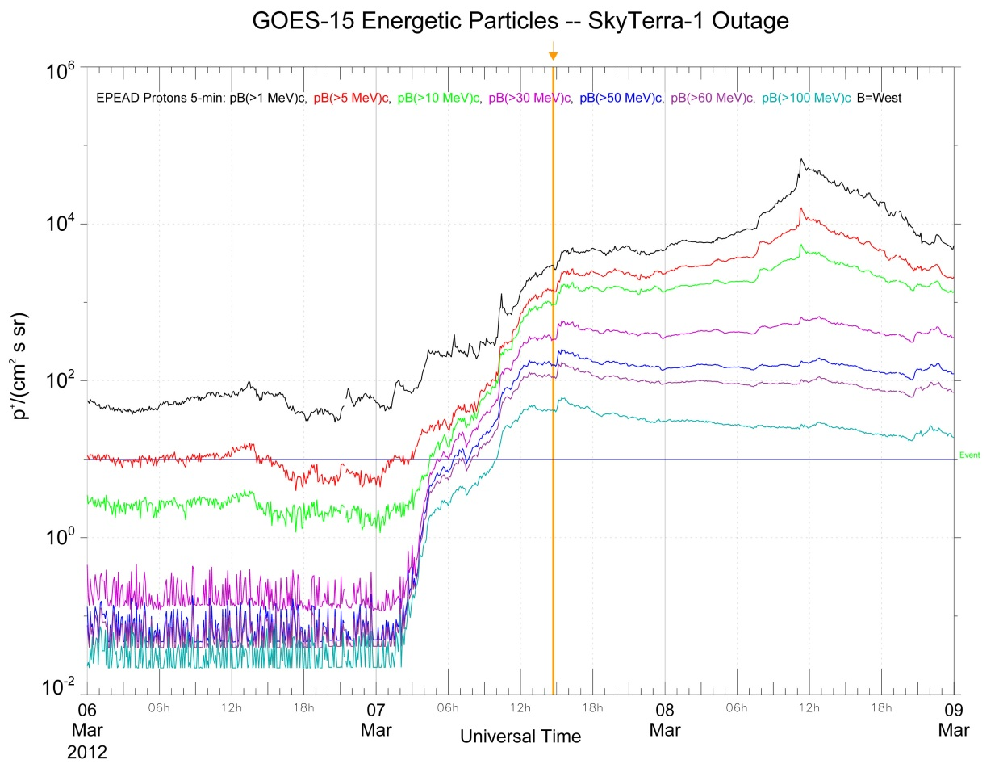 GOES-15 Energetic Particles -- SkyTerra-1 Outage
10⁶
EPEAD Protons 5-min: pB(>1 MeV)c, pB(>5 MeV)c, pB(>10 MeV)c, pB(>30 MeV)c, pB(>50 MeV)c, pB(>60 MeV)c, pB(>100 MeV)c B=West
10⁴
10²
p⁺/(cm² s sr)
Event
10⁰
10⁻²
06 06h 12h 18h 07 06h 12h 18h 08 06h 12h 18h 09
Mar Mar Mar Mar
2012
Universal Time